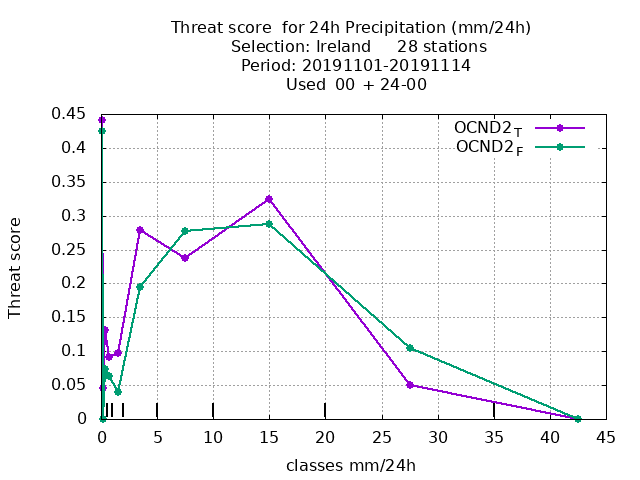 Threat score  for 24h Precipitation (mm/24h)
Selection: Ireland     28 stations
Period: 20191101-20191114
Used  00  + 24-00
OCND2T
OCND2F
Threat score
0.45
0.4
0.35
0.3
0.25
0.2
0.15
0.1
0.05
0
0 5 10 15 20 25 30 35 40 45
classes mm/24h